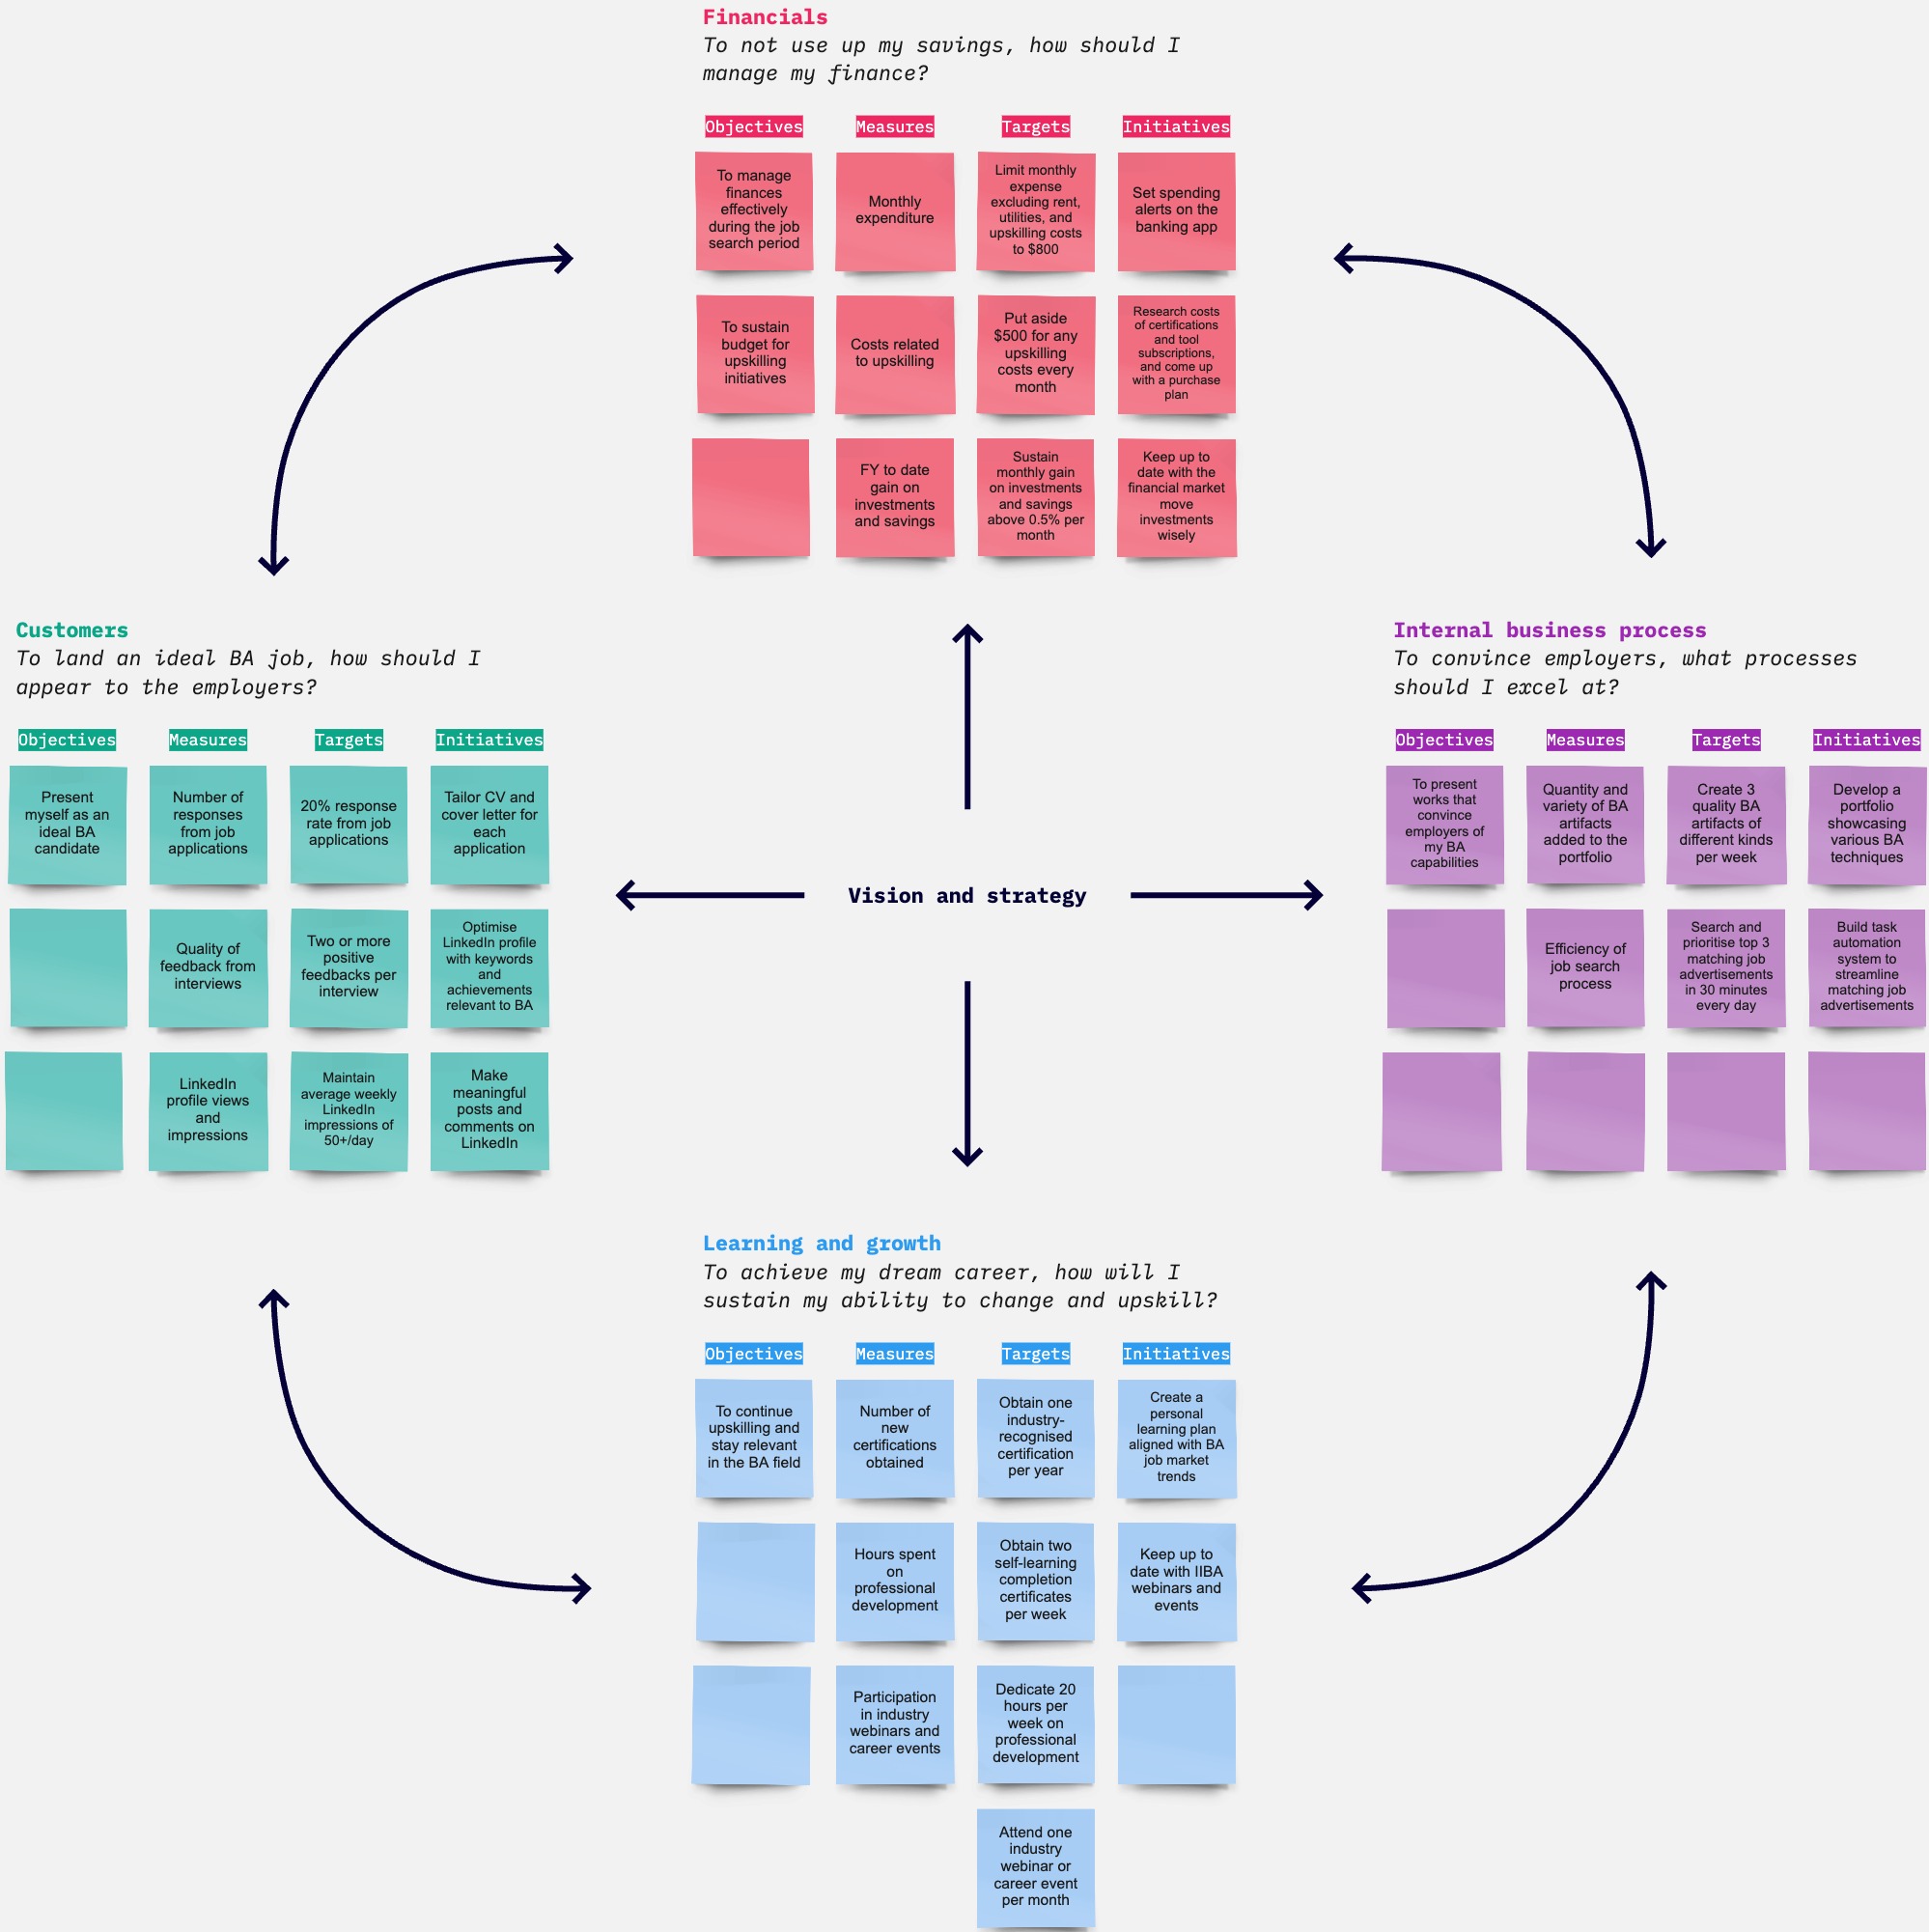 Financials
To not use up my savings, how should I
manage my finance?
Objectives
Measures
Targets
Initiatives
To manage
finances
effectively
during the job
search period
Monthly
expenditure
Limit monthly
expense
excluding rent,
utilities, and
upskilling costs
to $800
Set spending
alerts on the
banking app
To sustain
budget for
upskilling
initiatives
Costs related
to upskilling
Put aside
$500 for any
upskilling
costs every
month
Research costs
of certifications
and tool
subscriptions,
and come up
with a purchase
plan
FY to date
gain on
investments
and savings
Sustain
monthly gain
on investments
and savings
above 0.5% per
month
Keep up to
date with the
financial market
move
investments
wisely
Customers
To land an ideal BA job, how should I
appear to the employers?
Objectives
Measures
Targets
Initiatives
Present
myself as an
ideal BA
candidate
Number of
responses
from job
applications
20% response
rate from job
applications
Tailor CV and
cover letter for
each
application
Quality of
feedback from
interviews
Two or more
positive
feedbacks per
interview
Optimise
LinkedIn profile
with keywords
and
achievements
relevant to BA
LinkedIn
profile views
and
impressions
Maintain
average weekly
LinkedIn
impressions of
50+/day
Make
meaningful
posts and
comments on
LinkedIn
Vision and strategy
Internal business process
To convince employers, what processes
should I excel at?
Objectives
Measures
Targets
Initiatives
To present
works that
convince
employers of
my BA
capabilities
Quantity and
variety of BA
artifacts
added to the
portfolio
Create 3
quality BA
artifacts of
different kinds
per week
Develop a
portfolio
showcasing
various BA
techniques
Efficiency of
job search
process
Search and
prioritise top 3
matching job
advertisements
in 30 minutes
every day
Build task
automation
system to
streamline
matching job
advertisements
Learning and growth
To achieve my dream career, how will I
sustain my ability to change and upskill?
Objectives
Measures
Targets
Initiatives
To continue
upskilling and
stay relevant
in the BA field
Number of
new
certifications
obtained
Obtain one
industry-
recognised
certification
per year
Create a
personal
learning plan
aligned with BA
job market
trends
Hours spent
on
professional
development
Obtain two
self-learning
completion
certificates
per week
Keep up to
date with IIBA
webinars and
events
Participation
in industry
webinars and
career events
Dedicate 20
hours per
week on
professional
development
Attend one
industry
webinar or
career event
per month